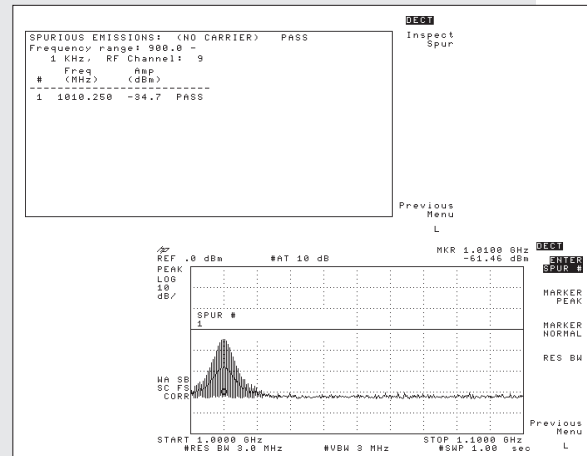 DECT
Inspect
Spur
SPURIOUS EMISSIONS: (NO CARRIER) PASS
Frequency range: 900.0 -
1 KHz, RF Channel: 9
Freq Amp
# (MHz) (dBm)
1 1010.250 -34.7 PASS
Previous
Menu
L
hp
REF .0 dBm #AT 10 dB
MKR 1.0100 GHz
-61.46 dBm
DECT
ENTER
SPUR #
PEAK
LOG
10
dB/
MARKER
PEAK
SPUR #
1
MARKER
NORMAL
RES BW
WA SB
SC FS
CORR
Previous
Menu
L
START 1.0000 GHz
STOP 1.1000 GHz
#RES BW 3.0 MHz #VBW 3 MHz #SWP 1.00 sec